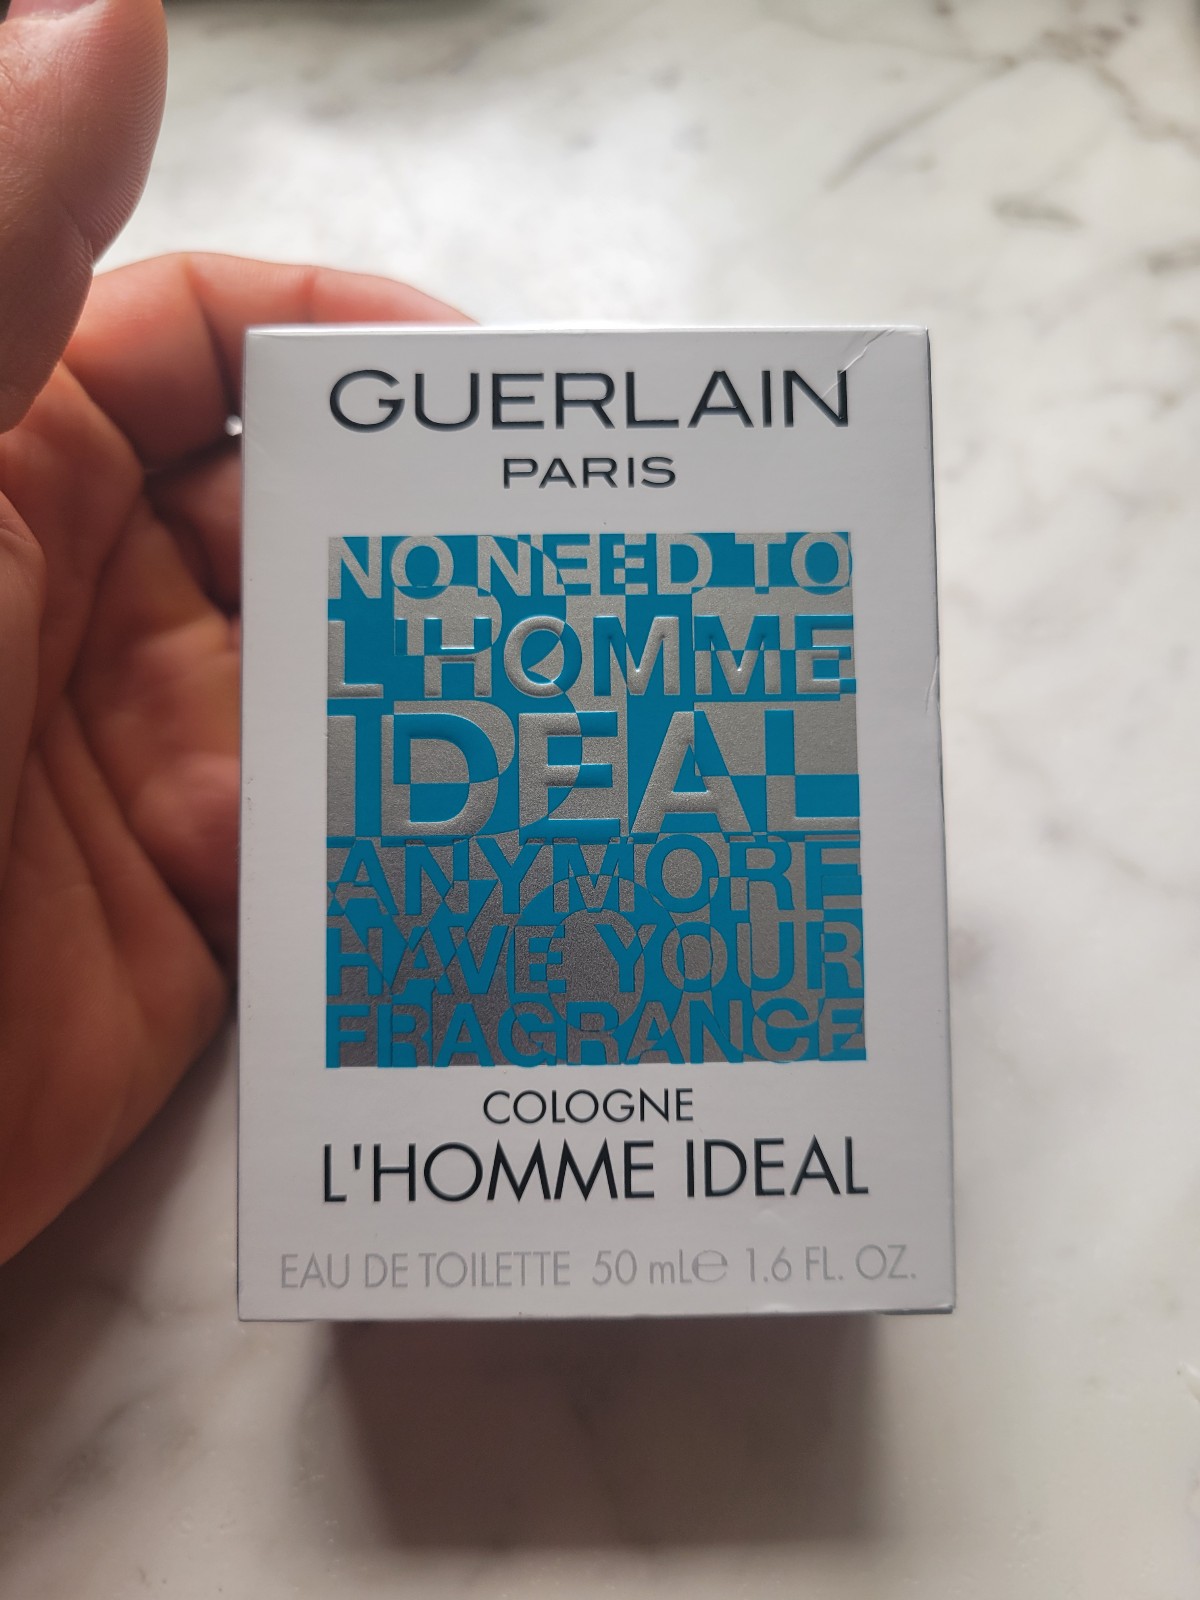 GUERLAIN
PARIS
NO NEED TO
L'HOMME
IDEAL
ANYMORE
HAVE YOUR
FRAGRANCE
COLOGNE
L'HOMME IDEAL
EAU DE TOILETTE 50 mL℮ 1.6 FL. OZ.